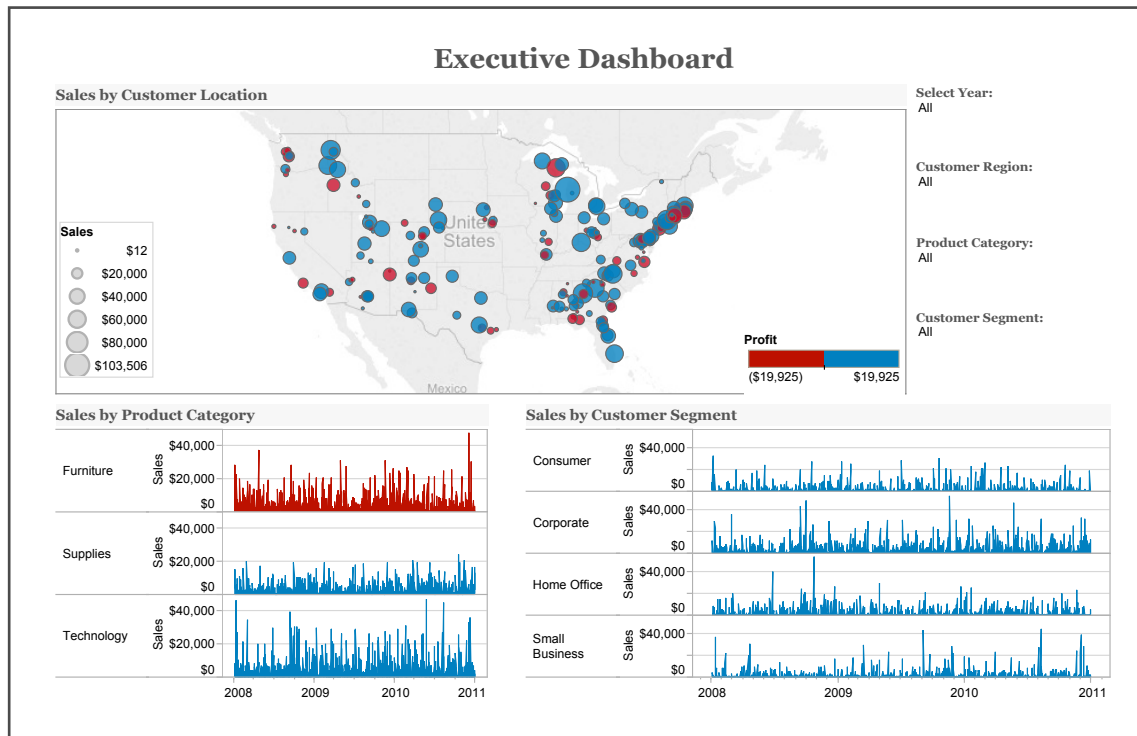 Executive Dashboard
Sales by Customer Location
Select Year:
All
Customer Region:
All
Product Category:
All
Customer Segment:
All
United
States
Mexico
Sales
$12
$20,000
$40,000
$60,000
$80,000
$103,506
Profit
($19,925) $19,925
Sales by Product Category
Furniture
Sales
$40,000
$20,000
$0
Supplies
Sales
$40,000
$20,000
$0
Technology
Sales
$40,000
$20,000
$0
2008 2009 2010 2011
Sales by Customer Segment
Consumer
Sales
$40,000
$0
Corporate
Sales
$40,000
$0
Home Office
Sales
$40,000
$0
Small
Business
Sales
$40,000
$0
2008 2009 2010 2011